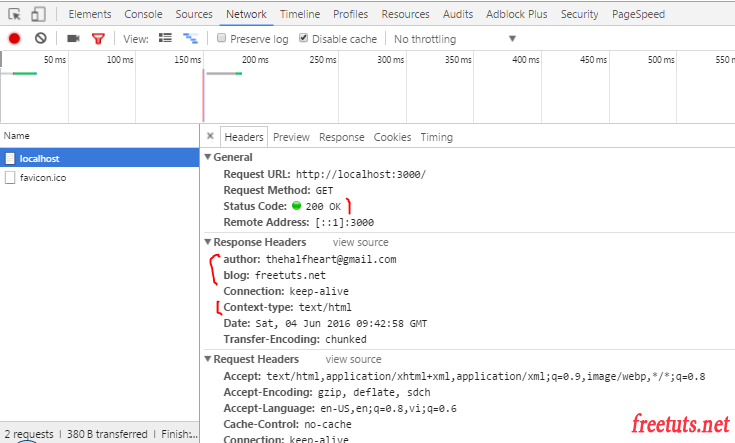 Elements Console Sources Network Timeline Profiles Resources Audits Adblock Plus Security PageSpeed
View: Preserve log Disable cache No throttling
50 ms 100 ms 150 ms 200 ms 250 ms 300 ms 350 ms 400 ms 450 ms 500 ms 550 ms
Name
localhost
favicon.ico
2 requests | 380 B transferred | Finish:...
× Headers Preview Response Cookies Timing
General
Request URL: http://localhost:3000/
Request Method: GET
Status Code: 200 OK
Remote Address: [::1]:3000
Response Headers view source
author: thehalfheart@gmail.com
blog: freetuts.net
Connection: keep-alive
Context-type: text/html
Date: Sat, 04 Jun 2016 09:42:58 GMT
Transfer-Encoding: chunked
Request Headers view source
Accept: text/html,application/xhtml+xml,application/xml;q=0.9,image/webp,*/*;q=0.8
Accept-Encoding: gzip, deflate, sdch
Accept-Language: en-US,en;q=0.8,vi;q=0.6
Cache-Control: no-cache
Connection: keep-alive
freetuts.net